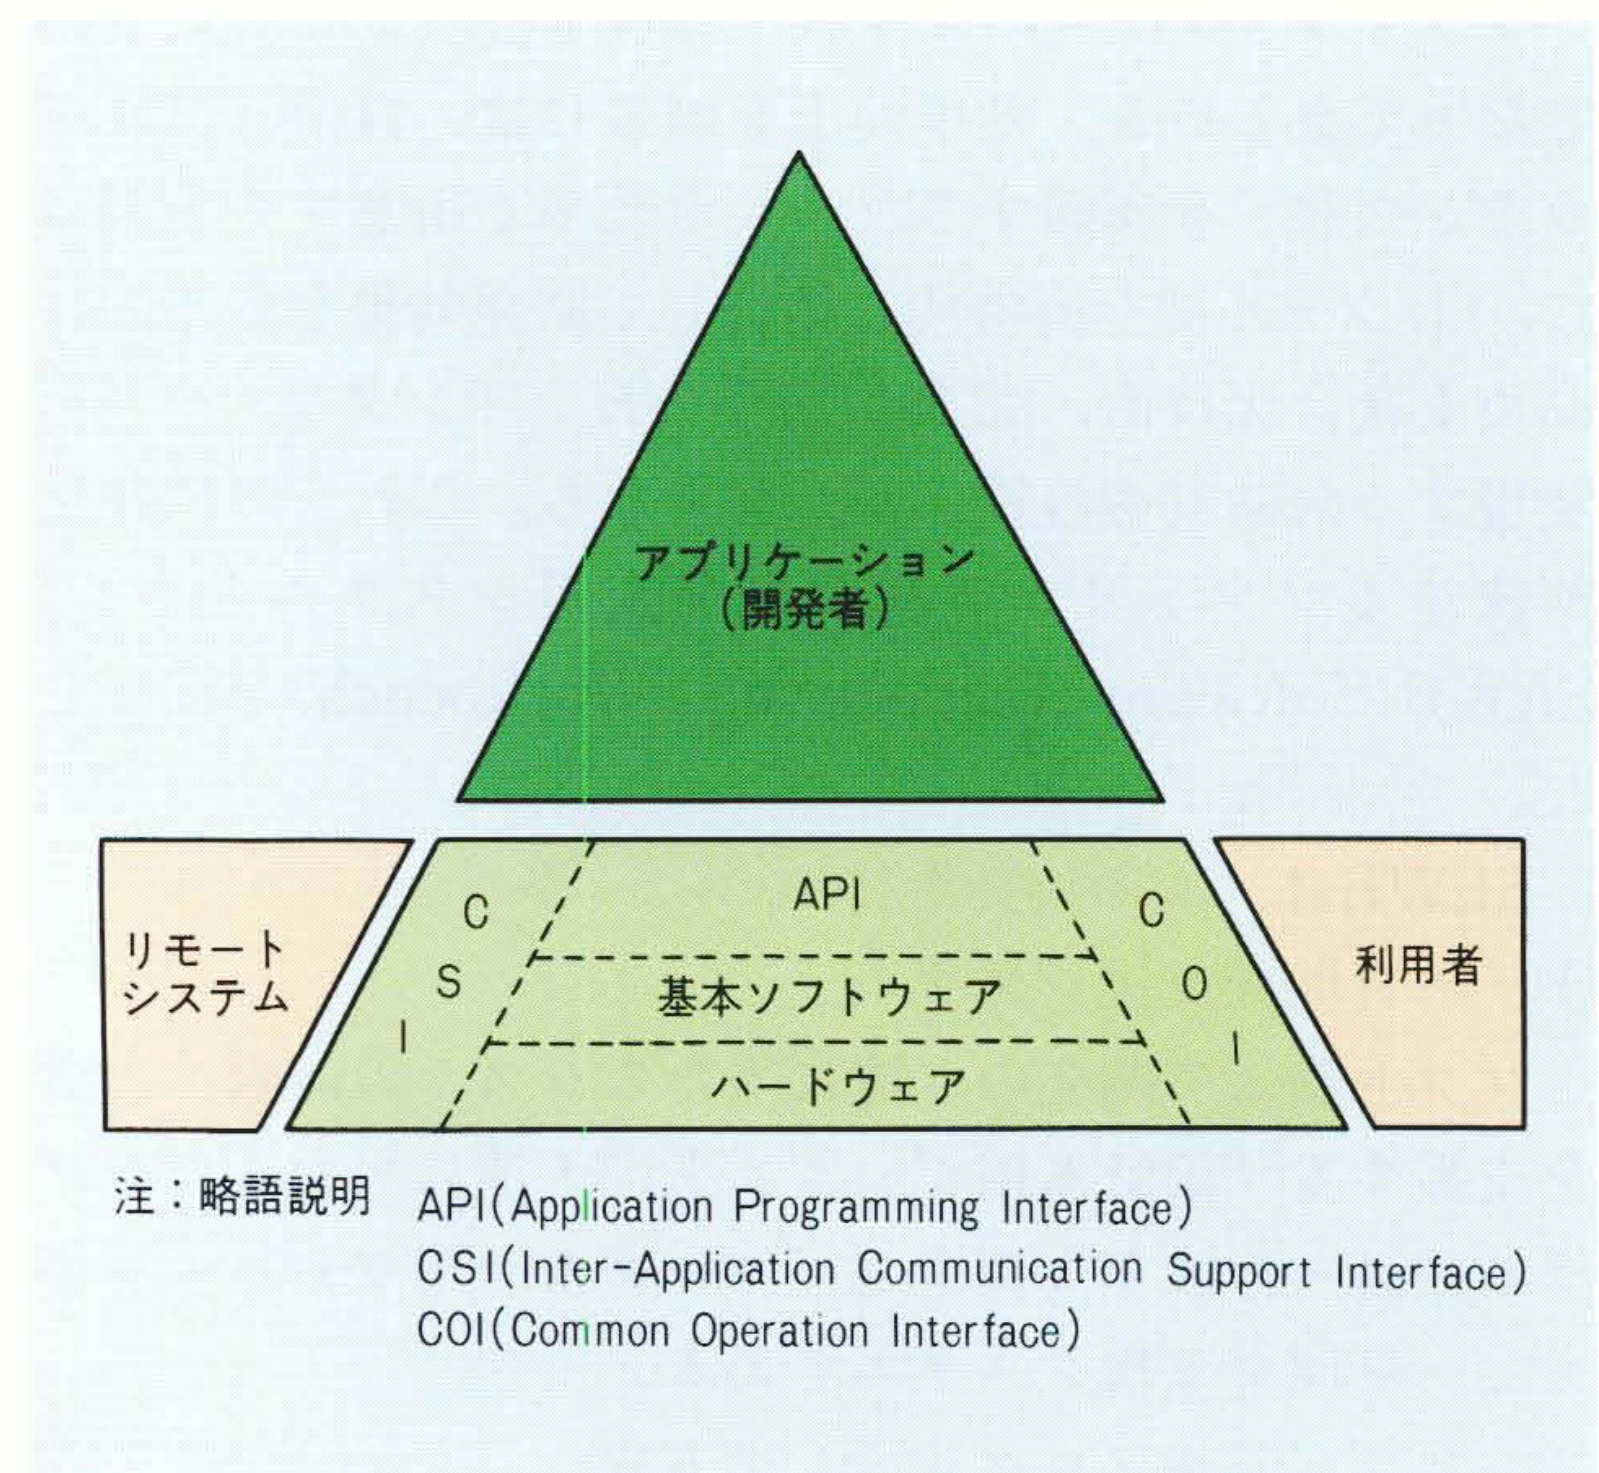 アプリケーション
(開発者)
リモート
システム
CSI
API
基本ソフトウェア
ハードウェア
COI
利用者
注:略語説明 API(Application Programming Interface)
CSI(Inter-Application Communication Support Interface)
COI(Common Operation Interface)